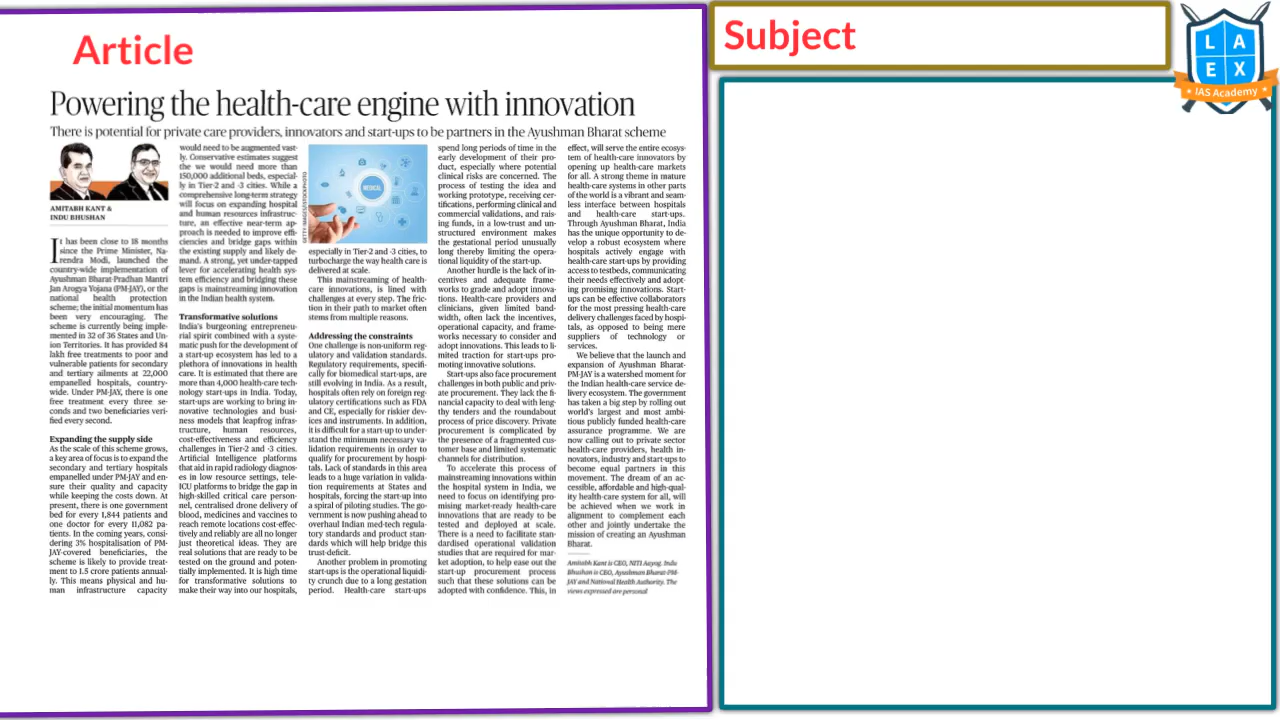 Article
Subject
L A
E X
IAS Academy
Powering the health-care engine with innovation
There is potential for private care providers, innovators and start-ups to be partners in the Ayushman Bharat scheme
AMITABH KANT &
INDU BHUSHAN
It has been close to 18 months
since the Prime Minister, Na-
rendra Modi, launched the
country-wide implementation of
Ayushman Bharat-Pradhan Mantri
Jan Arogya Yojana (PM-JAY), or the
national health protection
scheme; the initial momentum has
been very encouraging. The
scheme is currently being imple-
mented in 32 of 36 States and Un-
ion Territories. It has provided 84
lakh free treatments to poor and
vulnerable patients for secondary
and tertiary ailments at 22,000
empanelled hospitals, country-
wide. Under PM-JAY, there is one
free treatment every three se-
conds and two beneficiaries veri-
fied every second.
Expanding the supply side
As the scale of this scheme grows,
a key area of focus is to expand the
secondary and tertiary hospitals
empanelled under PM-JAY and en-
sure their quality and capacity
while keeping the costs down. At
present, there is one government
bed for every 1,844 patients and
one doctor for every 11,082 pa-
tients. In the coming years, consi-
dering 3% hospitalisation of PM-
JAY-covered beneficiaries, the
scheme is likely to provide treat-
ment to 1.5 crore patients annual-
ly. This means physical and hu-
man infrastructure capacity
would need to be augmented vast-
ly. Conservative estimates suggest
the we would need more than
150,000 additional beds, especial-
ly in Tier-2 and -3 cities. While a
comprehensive long-term strategy
will focus on expanding hospital
and human resources infrastruc-
ture, an effective near-term ap-
proach is needed to improve effi-
ciencies and bridge gaps within
the existing supply and likely de-
mand. A strong, yet under-tapped
lever for accelerating health sys-
tem efficiency and bridging these
gaps is mainstreaming innovation
in the Indian health system.
Transformative solutions
India's burgeoning entrepreneu-
rial spirit combined with a syste-
matic push for the development of
a start-up ecosystem has led to a
plethora of innovations in health
care. It is estimated that there are
more than 4,000 health-care tech-
nology start-ups in India. Today,
start-ups are working to bring in-
novative technologies and busi-
ness models that leapfrog infras-
tructure, human resources,
cost-effectiveness and efficiency
challenges in Tier-2 and -3 cities.
Artificial Intelligence platforms
that aid in rapid radiology diagnos-
es in low resource settings, tele-
ICU platforms to bridge the gap in
high-skilled critical care person-
nel, centralised drone delivery of
blood, medicines and vaccines to
reach remote locations cost-effec-
tively and reliably are all no longer
just theoretical ideas. They are
real solutions that are ready to be
tested on the ground and poten-
tially implemented. It is high time
for transformative solutions to
make their way into our hospitals,
MEDICAL
GETTY IMAGES/ISTOCKPHOTO
especially in Tier-2 and -3 cities, to
turbocharge the way health care is
delivered at scale.
This mainstreaming of health-
care innovations, is lined with
challenges at every step. The fric-
tion in their path to market often
stems from multiple reasons.
Addressing the constraints
One challenge is non-uniform reg-
ulatory and validation standards.
Regulatory requirements, specifi-
cally for biomedical start-ups, are
still evolving in India. As a result,
hospitals often rely on foreign reg-
ulatory certifications such as FDA
and CE, especially for riskier dev-
ices and instruments. In addition,
it is difficult for a start-up to under-
stand the minimum necessary va-
lidation requirements in order to
qualify for procurement by hospi-
tals. Lack of standards in this area
leads to a huge variation in valida-
tion requirements at States and
hospitals, forcing the start-up into
a spiral of piloting studies. The go-
vernment is now pushing ahead to
overhaul Indian med-tech regula-
tory standards and product stan-
dards which will help bridge this
trust-deficit.
Another problem in promoting
start-ups is the operational liquidi-
ty crunch due to a long gestation
period. Health-care start-ups
spend long periods of time in the
early development of their pro-
duct, especially where potential
clinical risks are concerned. The
process of testing the idea and
working prototype, receiving cer-
tifications, performing clinical and
commercial validations, and rais-
ing funds, in a low-trust and un-
structured environment makes
the gestational period unusually
long thereby limiting the opera-
tional liquidity of the start-up.
Another hurdle is the lack of in-
centives and adequate frame-
works to grade and adopt innova-
tions. Health-care providers and
clinicians, given limited band-
width, often lack the incentives,
operational capacity, and frame-
works necessary to consider and
adopt innovations. This leads to li-
mited traction for start-ups pro-
moting innovative solutions.
Start-ups also face procurement
challenges in both public and priv-
ate procurement. They lack the fi-
nancial capacity to deal with leng-
thy tenders and the roundabout
process of price discovery. Private
procurement is complicated by
the presence of a fragmented cus-
tomer base and limited systematic
channels for distribution.
To accelerate this process of
mainstreaming innovations within
the hospital system in India, we
need to focus on identifying pro-
mising market-ready health-care
innovations that are ready to be
tested and deployed at scale.
There is a need to facilitate stan-
dardised operational validation
studies that are required for mar-
ket adoption, to help ease out the
start-up procurement process
such that these solutions can be
adopted with confidence. This, in
effect, will serve the entire ecosys-
tem of health-care innovators by
opening up health-care markets
for all. A strong theme in mature
health-care systems in other parts
of the world is a vibrant and seam-
less interface between hospitals
and health-care start-ups.
Through Ayushman Bharat, India
has the unique opportunity to de-
velop a robust ecosystem where
hospitals actively engage with
health-care start-ups by providing
access to testbeds, communicating
their needs effectively and adopt-
ing promising innovations. Start-
ups can be effective collaborators
for the most pressing health-care
delivery challenges faced by hospi-
tals, as opposed to being mere
suppliers of technology or
services.
We believe that the launch and
expansion of Ayushman Bharat-
PM-JAY is a watershed moment for
the Indian health-care service de-
livery ecosystem. The government
has taken a big step by rolling out
world's largest and most ambi-
tious publicly funded health-care
assurance programme. We are
now calling out to private sector
health-care providers, health in-
novators, industry and start-ups to
become equal partners in this
movement. The dream of an ac-
cessible, affordable and high-qual-
ity health-care system for all, will
be achieved when we work in
alignment to complement each
other and jointly undertake the
mission of creating an Ayushman
Bharat.
Amitabh Kant is CEO, NITI Aayog. Indu
Bhushan is CEO, Ayushman Bharat-PM-
JAY and National Health Authority. The
views expressed are personal